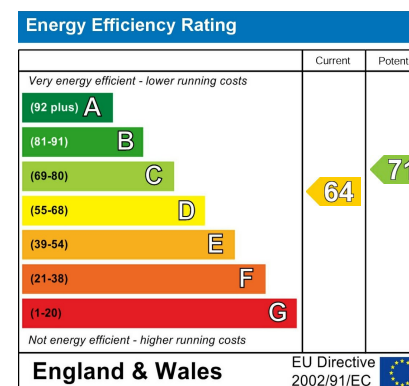 Energy Efficiency Rating
Current
Potent
Very energy efficient - lower running costs
(92 plus) A
(81-91) B
(69-80) C
(55-68) D
(39-54) E
(21-38) F
(1-20) G
64
71
Not energy efficient - higher running costs
England & Wales
EU Directive
2002/91/EC